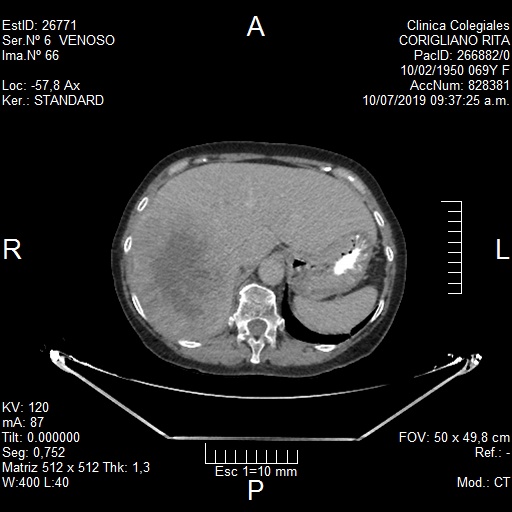 EstID: 26771
Ser.Nº 6 VENOSO
Ima.Nº 66
Loc: -57,8 Ax
Ker.: STANDARD
A
Clinica Colegiales
CORIGLIANO RITA
PacID: 266882/0
10/02/1950 069Y F
AccNum: 828381
10/07/2019 09:37:25 a.m.
R
L
KV: 120
mA: 87
Tilt: 0.000000
Seg: 0,752
Matriz 512 x 512 Thk: 1,3
W:400 L:40
Esc 1=10 mm
P
FOV: 50 x 49,8 cm
Ref.: -
Mod.: CT